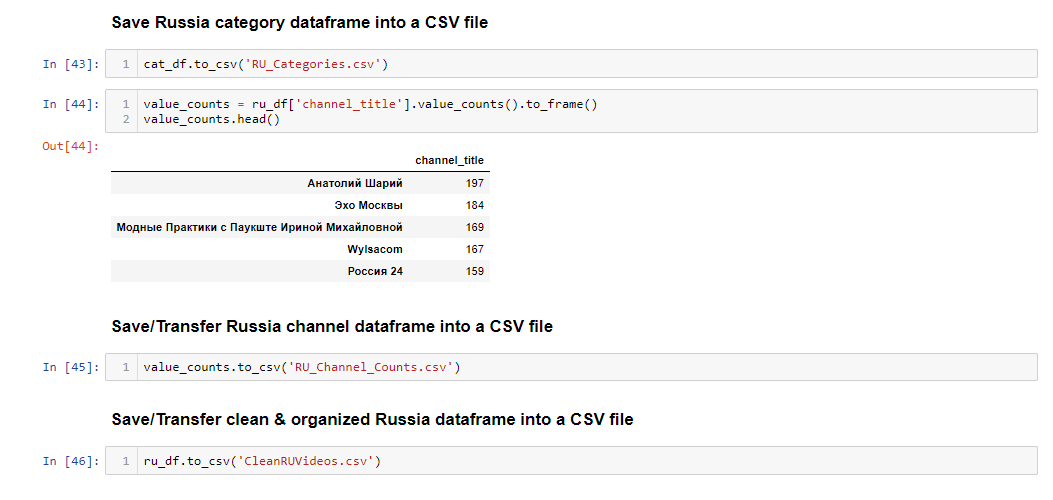 Save Russia category dataframe into a CSV file
In [43]: 1 cat_df.to_csv('RU_Categories.csv')
In [44]: 1 value_counts = ru_df['channel_title'].value_counts().to_frame()
2 value_counts.head()
Out[44]:
channel_title
Анатолий Шарий 197
Эхо Москвы 184
Модные Практики с Паукште Ириной Михайловной 169
Wylsacom 167
Россия 24 159
Save/Transfer Russia channel dataframe into a CSV file
In [45]: 1 value_counts.to_csv('RU_Channel_Counts.csv')
Save/Transfer clean & organized Russia dataframe into a CSV file
In [46]: 1 ru_df.to_csv('CleanRUVideos.csv')